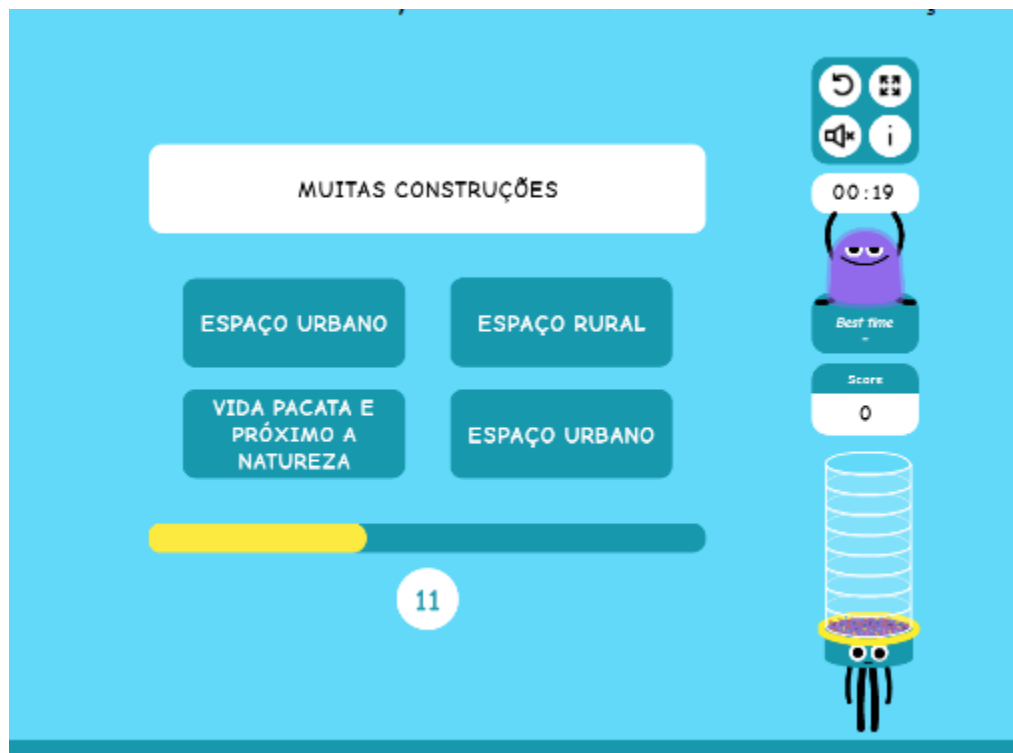 MUITAS CONSTRUÇÕES
ESPAÇO URBANO
ESPAÇO RURAL
VIDA PACATA E
PRÓXIMO A
NATUREZA
ESPAÇO URBANO
11
i
00:19
Best time
-
Score
0